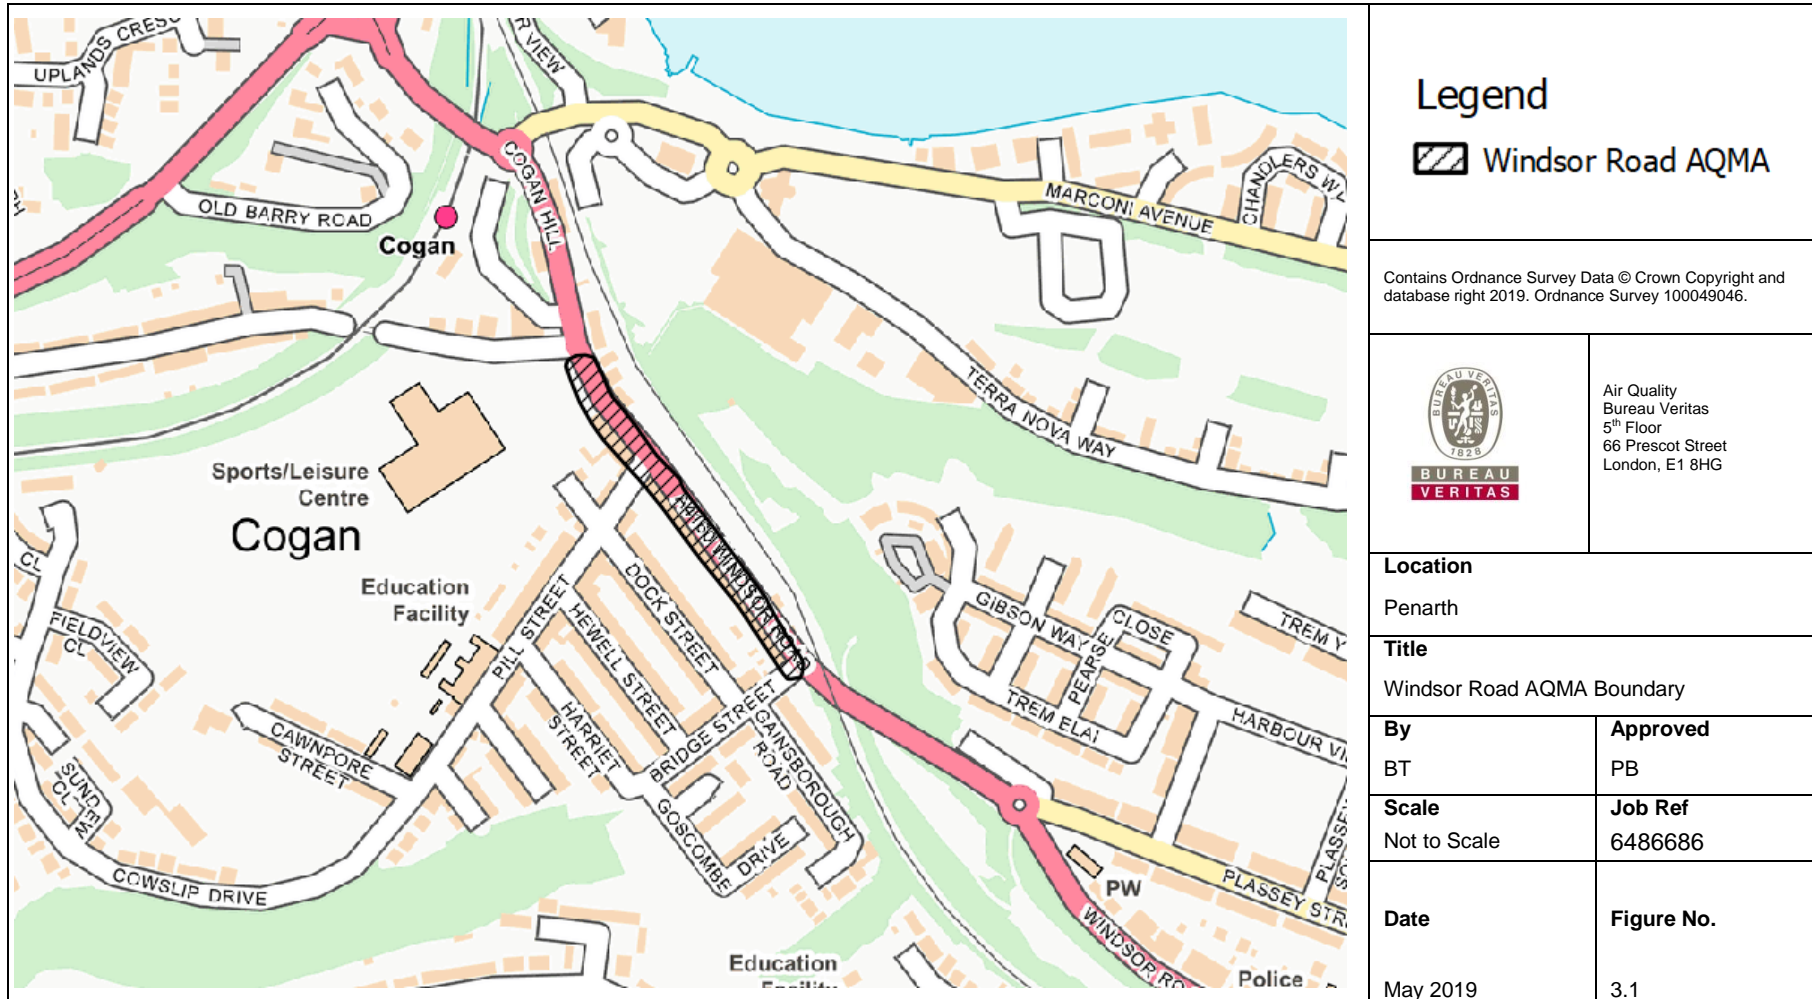 UPLANDS CRES
R VIEW
COGAN HILL
OLD BARRY ROAD
Cogan
MARCONI AVENUE
CHANDLERS W
TERRA NOVA WAY
Sports/Leisure
Centre
Cogan
Education
Facility
CL
FIELDVIEW
CL
PILL STREET
DOCK STREET
HEWELL STREET
HARRIET
STREET
WINDSOR ROAD
BRIDGE STREET
GAINSBOROUGH
ROAD
GOSCOMBE
DRIVE
CAWNPORE
STREET
COWSLIP DRIVE
GIBSON WAY
PEARSE
CLOSE
TREM Y
TREM ELAI
HARBOUR VI
PLASSEY
PLASSEY STR
PW
WINDSOR RO
Education
Facility
Police
Legend
Windsor Road AQMA
Contains Ordnance Survey Data © Crown Copyright and
database right 2019. Ordnance Survey 100049046.
BUREAU VERITAS
1828
BUREAU
VERITAS
Air Quality
Bureau Veritas
5th Floor
66 Prescot Street
London, E1 8HG
Location
Penarth
Title
Windsor Road AQMA Boundary
By
Approved
BT
PB
Scale
Job Ref
Not to Scale
6486686
Date
Figure No.
May 2019
3.1